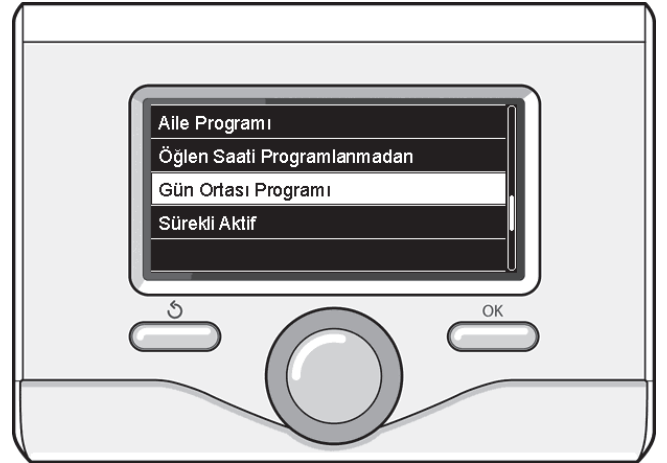 Aile Programı
Öğlen Saati Programlanmadan
Gün Ortası Programı
Sürekli Aktif
OK